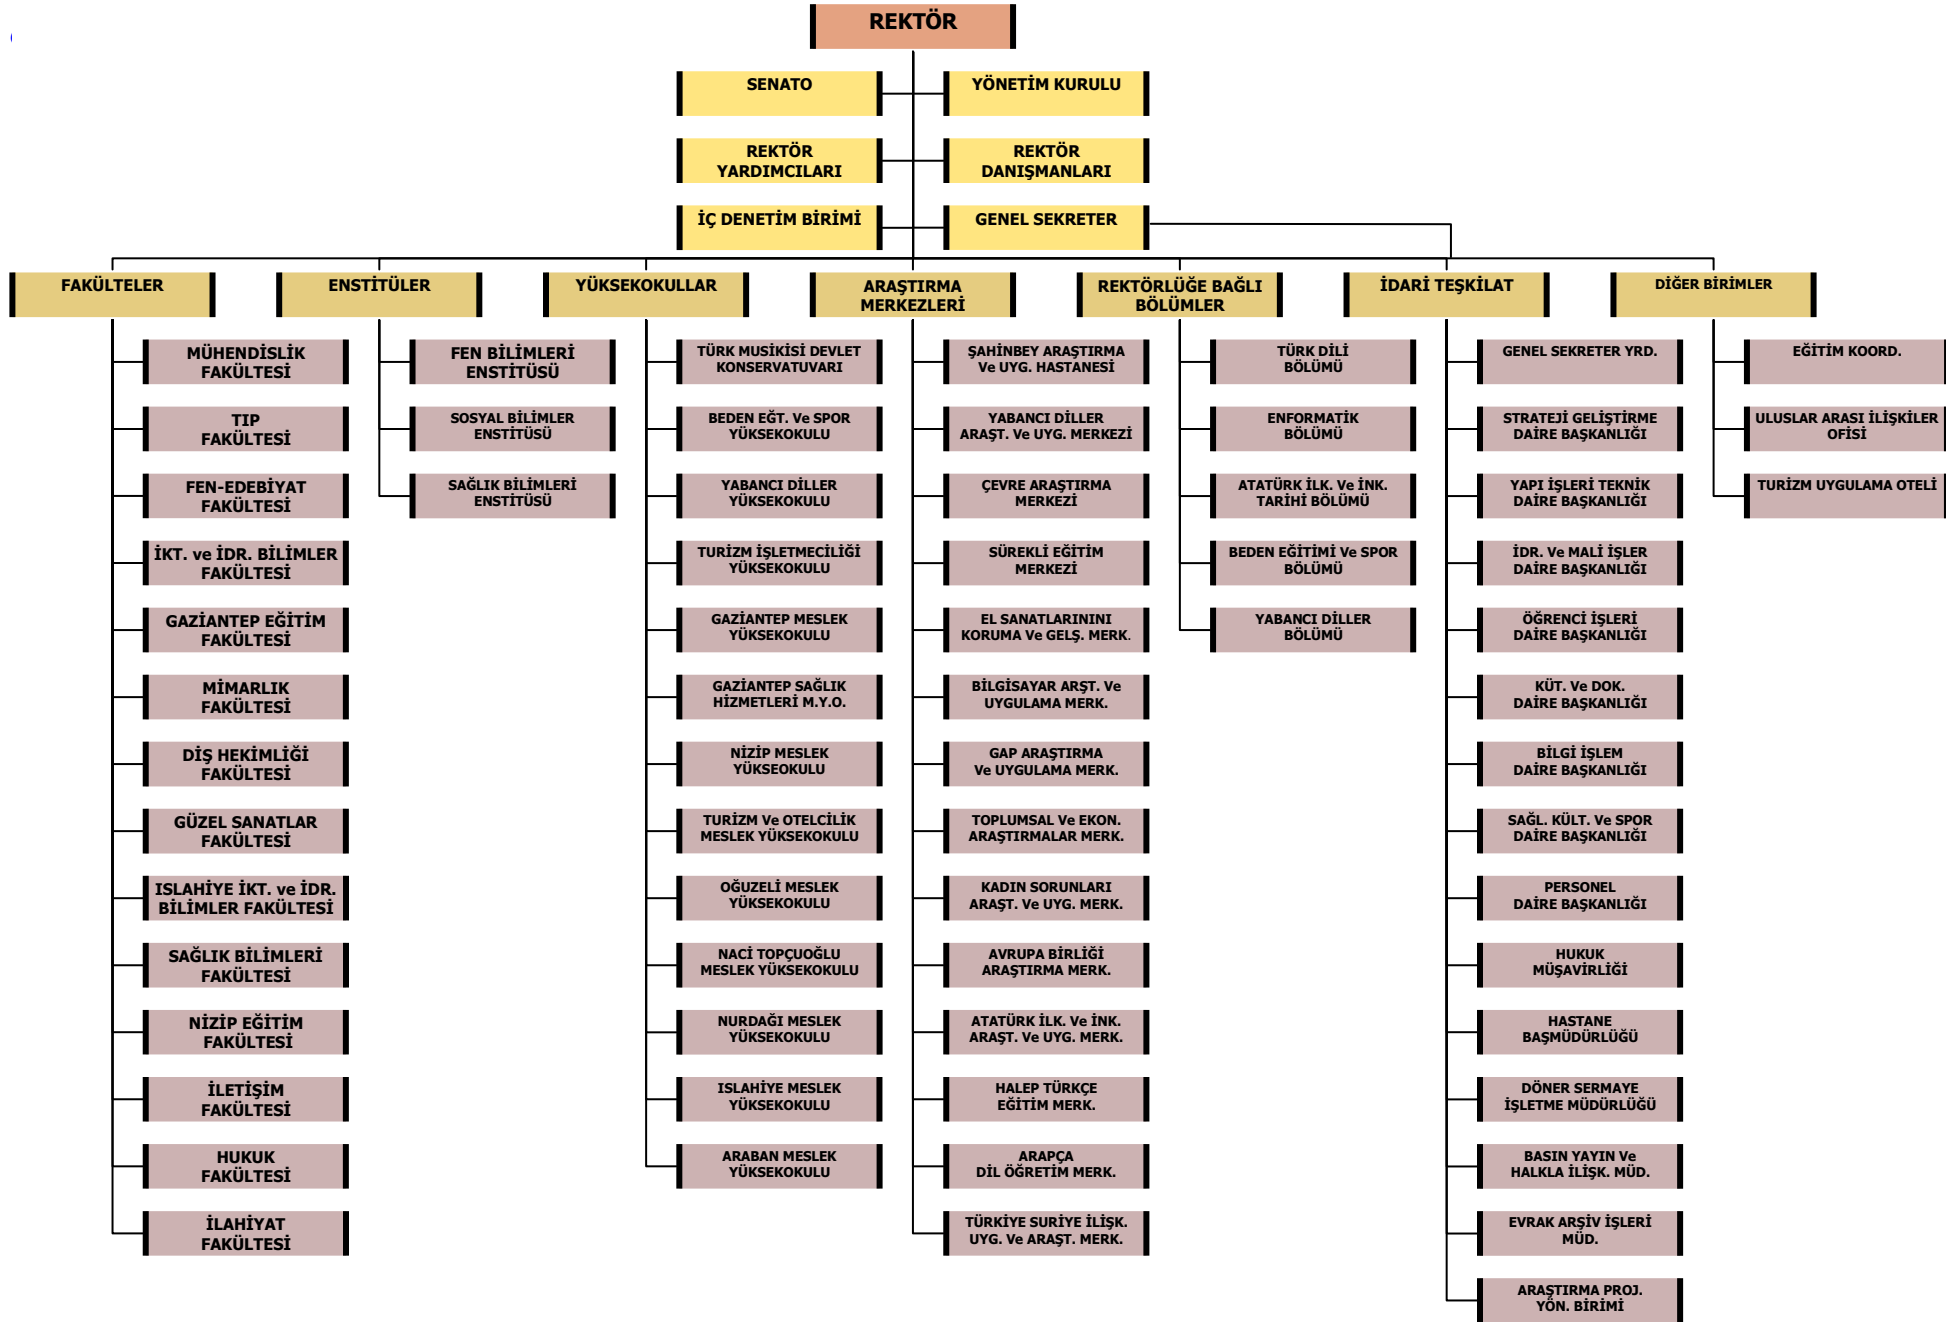 REKTÖR
SENATO
YÖNETİM KURULU
REKTÖR
YARDIMCILARI
REKTÖR
DANIŞMANLARI
İÇ DENETİM BİRİMİ
GENEL SEKRETER
FAKÜLTELER
ENSTİTÜLER
YÜKSEKOKULLAR
ARAŞTIRMA
MERKEZLERİ
REKTÖRLÜĞE BAĞLI
BÖLÜMLER
İDARİ TEŞKİLAT
DİĞER BİRİMLER
MÜHENDİSLİK
FAKÜLTESİ
TIP
FAKÜLTESİ
FEN-EDEBİYAT
FAKÜLTESİ
İKT. ve İDR. BİLİMLER
FAKÜLTESİ
GAZİANTEP EĞİTİM
FAKÜLTESİ
MİMARLIK
FAKÜLTESİ
DİŞ HEKİMLİĞİ
FAKÜLTESİ
GÜZEL SANATLAR
FAKÜLTESİ
ISLAHİYE İKT. ve İDR.
BİLİMLER FAKÜLTESİ
SAĞLIK BİLİMLERİ
FAKÜLTESİ
NİZİP EĞİTİM
FAKÜLTESİ
İLETİŞİM
FAKÜLTESİ
HUKUK
FAKÜLTESİ
İLAHİYAT
FAKÜLTESİ
FEN BİLİMLERİ
ENSTİTÜSÜ
SOSYAL BİLİMLER
ENSTİTÜSÜ
SAĞLIK BİLİMLERİ
ENSTİTÜSÜ
TÜRK MUSIKİSİ DEVLET
KONSERVATUVARI
BEDEN EĞT. Ve SPOR
YÜKSEKOKULU
YABANCI DİLLER
YÜKSEKOKULU
TURİZM İŞLETMECİLİĞİ
YÜKSEKOKULU
GAZİANTEP MESLEK
YÜKSEKOKULU
GAZİANTEP SAĞLIK
HİZMETLERİ M.Y.O.
NİZİP MESLEK
YÜKSEOKULU
TURİZM Ve OTELCİLİK
MESLEK YÜKSEKOKULU
OĞUZELİ MESLEK
YÜKSEKOKULU
NACİ TOPÇUOĞLU
MESLEK YÜKSEKOKULU
NURDAĞI MESLEK
YÜKSEKOKULU
ISLAHİYE MESLEK
YÜKSEKOKULU
ARABAN MESLEK
YÜKSEKOKULU
ŞAHİNBEY ARAŞTIRMA
Ve UYG. HASTANESİ
YABANCI DİLLER
ARAŞT. Ve UYG. MERKEZİ
ÇEVRE ARAŞTIRMA
MERKEZİ
SÜREKLİ EĞİTİM
MERKEZİ
EL SANATLARININI
KORUMA Ve GELŞ. MERK.
BİLGİSAYAR ARŞT. Ve
UYGULAMA MERK.
GAP ARAŞTIRMA
Ve UYGULAMA MERK.
TOPLUMSAL Ve EKON.
ARAŞTIRMALAR MERK.
KADIN SORUNLARI
ARAŞT. Ve UYG. MERK.
AVRUPA BİRLİĞİ
ARAŞTIRMA MERK.
ATATÜRK İLK. Ve İNK.
ARAŞT. Ve UYG. MERK.
HALEP TÜRKÇE
EĞİTİM MERK.
ARAPÇA
DİL ÖĞRETİM MERK.
TÜRKİYE SURİYE İLİŞK.
UYG. Ve ARAŞT. MERK.
TÜRK DİLİ
BÖLÜMÜ
ENFORMATİK
BÖLÜMÜ
ATATÜRK İLK. Ve İNK.
TARİHİ BÖLÜMÜ
BEDEN EĞİTİMİ Ve SPOR
BÖLÜMÜ
YABANCI DİLLER
BÖLÜMÜ
GENEL SEKRETER YRD.
STRATEJİ GELİŞTİRME
DAİRE BAŞKANLIĞI
YAPI İŞLERİ TEKNİK
DAİRE BAŞKANLIĞI
İDR. Ve MALİ İŞLER
DAİRE BAŞKANLIĞI
ÖĞRENCİ İŞLERİ
DAİRE BAŞKANLIĞI
KÜT. Ve DOK.
DAİRE BAŞKANLIĞI
BİLGİ İŞLEM
DAİRE BAŞKANLIĞI
SAĞL. KÜLT. Ve SPOR
DAİRE BAŞKANLIĞI
PERSONEL
DAİRE BAŞKANLIĞI
HUKUK
MÜŞAVİRLİĞİ
HASTANE
BAŞMÜDÜRLÜĞÜ
DÖNER SERMAYE
İŞLETME MÜDÜRLÜĞÜ
BASIN YAYIN Ve
HALKLA İLİŞK. MÜD.
EVRAK ARŞİV İŞLERİ
MÜD.
ARAŞTIRMA PROJ.
YÖN. BİRİMİ
EĞİTİM KOORD.
ULUSLAR ARASI İLİŞKİLER
OFİSİ
TURİZM UYGULAMA OTELİ